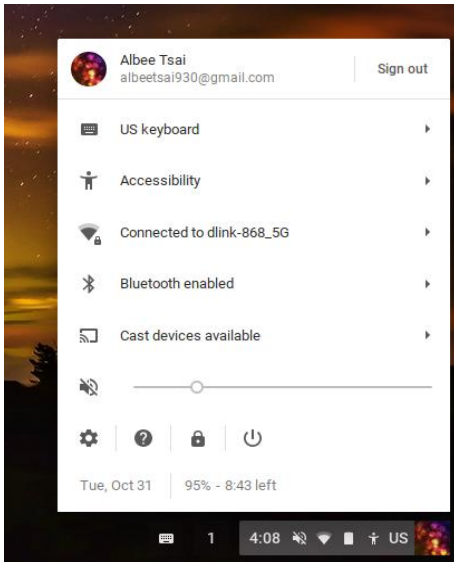 Albee Tsai
albeetsai930@gmail.com
Sign out
US keyboard
Accessibility
Connected to dlink-868_5G
Bluetooth enabled
Cast devices available
Tue, Oct 31
95% - 8:43 left
1
4:08
US